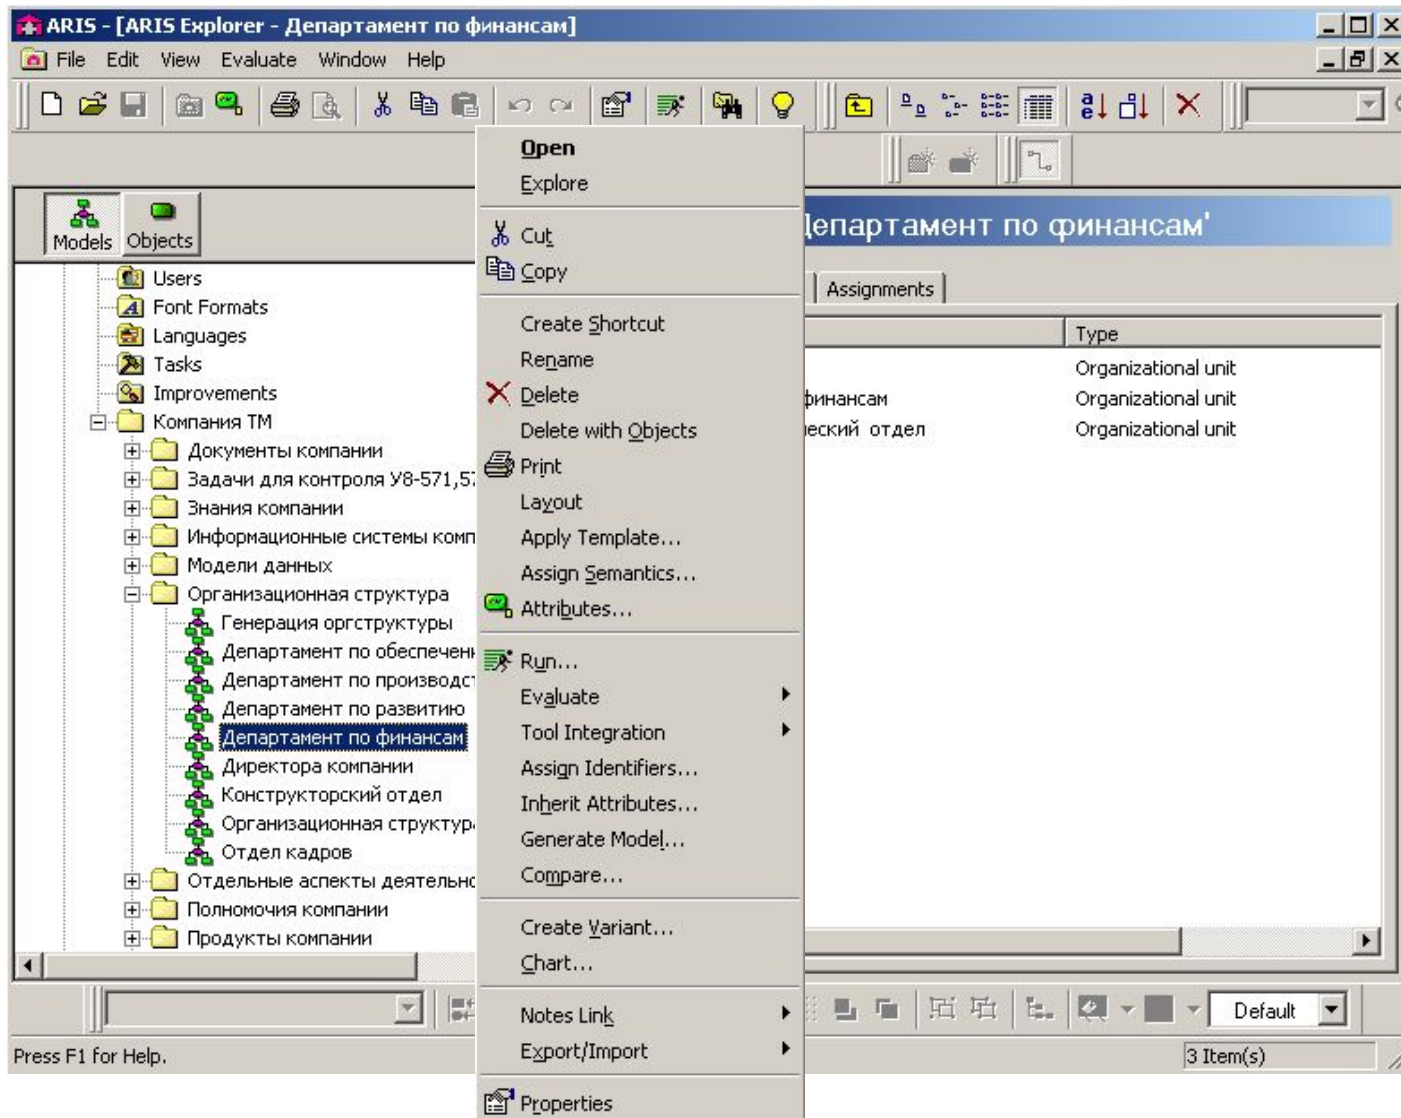 ARIS - [ARIS Explorer - Департамент по финансам]
File Edit View Evaluate Window Help
Models Objects
Users
Font Formats
Languages
Tasks
Improvements
Компания ТМ
Документы компании
Задачи для контроля У8-571,57
Знания компании
Информационные системы комп
Модели данных
Организационная структура
Генерация оргструктуры
Департамент по обеспечен
Департамент по производст
Департамент по развитию
Департамент по финансам
Директора компании
Конструкторский отдел
Организационная структур
Отдел кадров
Отдельные аспекты деятельно
Полномочия компании
Продукты компании
Open
Explore
Cut
Copy
Create Shortcut
Rename
Delete
Delete with Objects
Print
Layout
Apply Template...
Assign Semantics...
Attributes...
Run...
Evaluate
Tool Integration
Assign Identifiers...
Inherit Attributes...
Generate Model...
Compare...
Create Variant...
Chart...
Notes Link
Export/Import
Properties
Департамент по финансам'
Assignments
Type
Organizational unit
финансам Organizational unit
еский отдел Organizational unit
Default
Press F1 for Help.
3 Item(s)